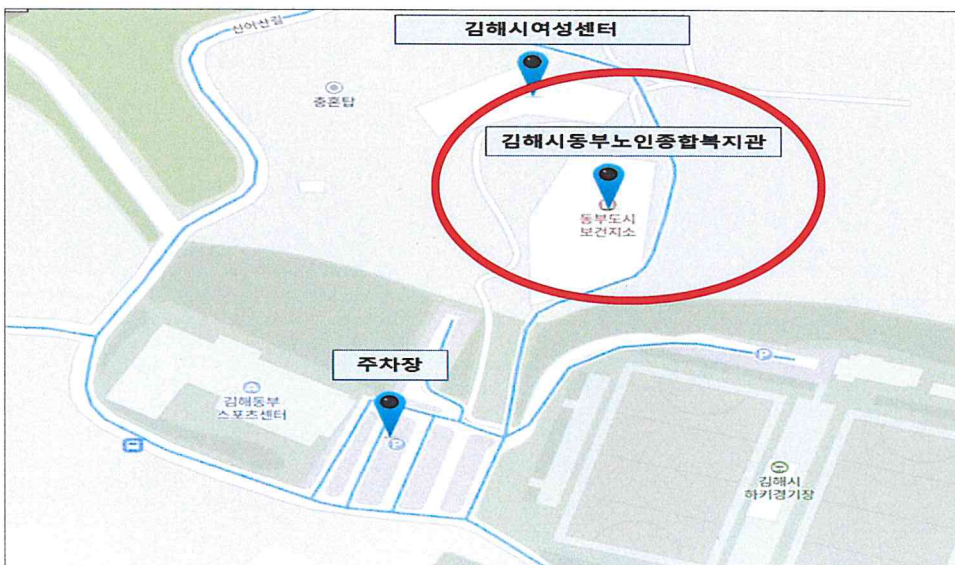 김해시여성센터
신어산길
충혼탑
김해시동부노인종합복지관
동부도시
보건지소
주차장
김해동부
스포츠센터
P
P
김해시
하키경기장